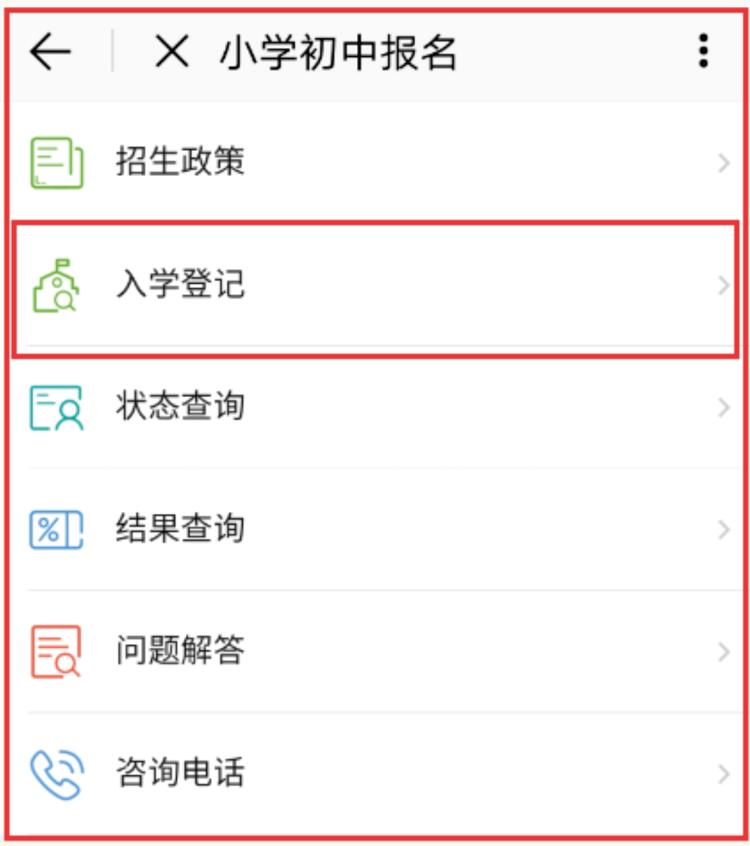 小学初中报名
招生政策
入学登记
状态查询
结果查询
问题解答
咨询电话